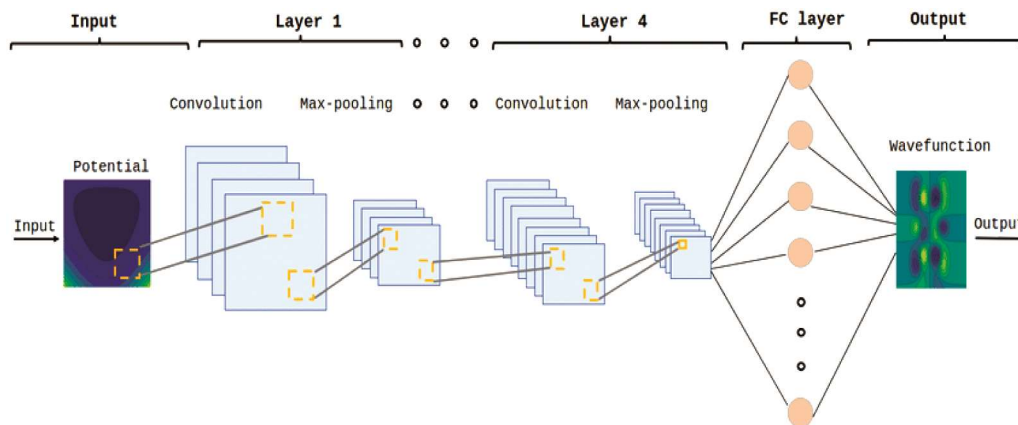 Input
Layer 1
Layer 4
FC layer
Output
Convolution
Max-pooling
Convolution
Max-pooling
Potential
Wavefunction
Input
Output